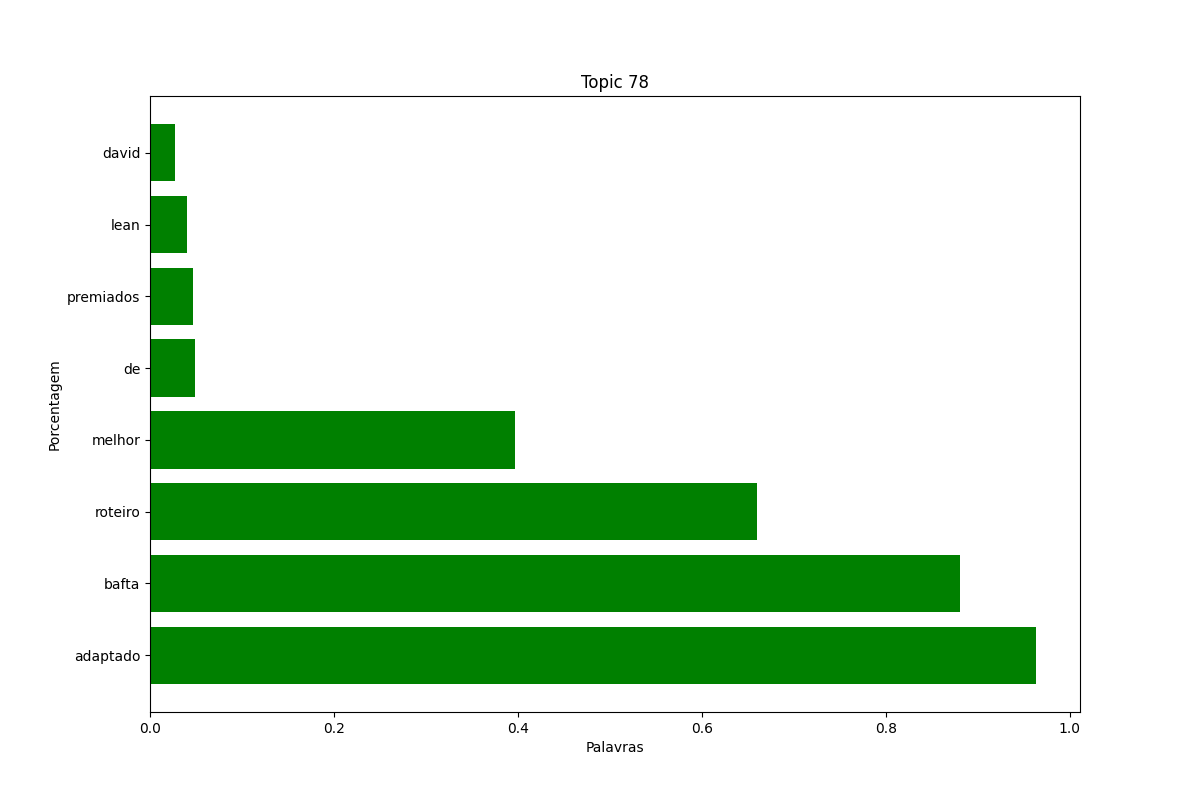 Topic 78
david
lean
premiados
de
melhor
roteiro
bafta
adaptado
Porcentagem
0.0 0.2 0.4 0.6 0.8 1.0
Palavras